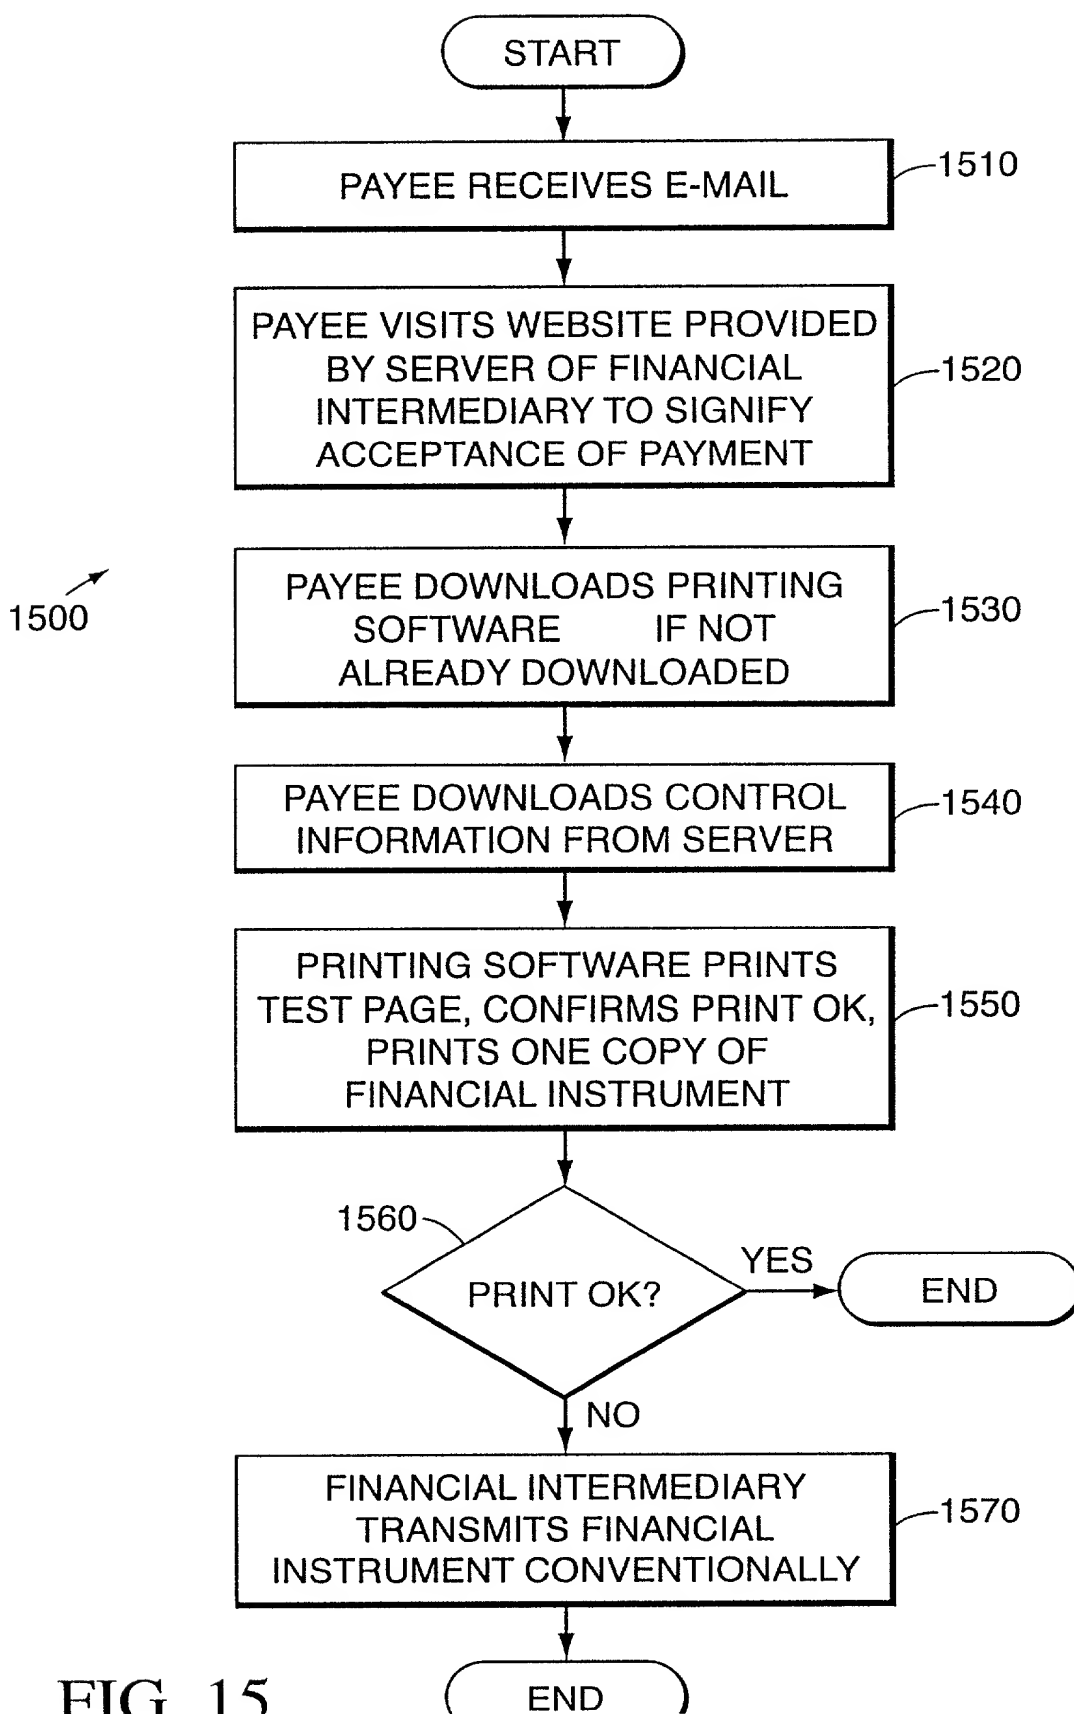 START
PAYEE RECEIVES E-MAIL
1510
PAYEE VISITS WEBSITE PROVIDED
BY SERVER OF FINANCIAL
INTERMEDIARY TO SIGNIFY
ACCEPTANCE OF PAYMENT
1520
1500
PAYEE DOWNLOADS PRINTING
SOFTWARE IF NOT
ALREADY DOWNLOADED
1530
PAYEE DOWNLOADS CONTROL
INFORMATION FROM SERVER
1540
PRINTING SOFTWARE PRINTS
TEST PAGE, CONFIRMS PRINT OK,
PRINTS ONE COPY OF
FINANCIAL INSTRUMENT
1550
1560
PRINT OK?
YES
END
NO
FINANCIAL INTERMEDIARY
TRANSMITS FINANCIAL
INSTRUMENT CONVENTIONALLY
1570
END
FIG. 15